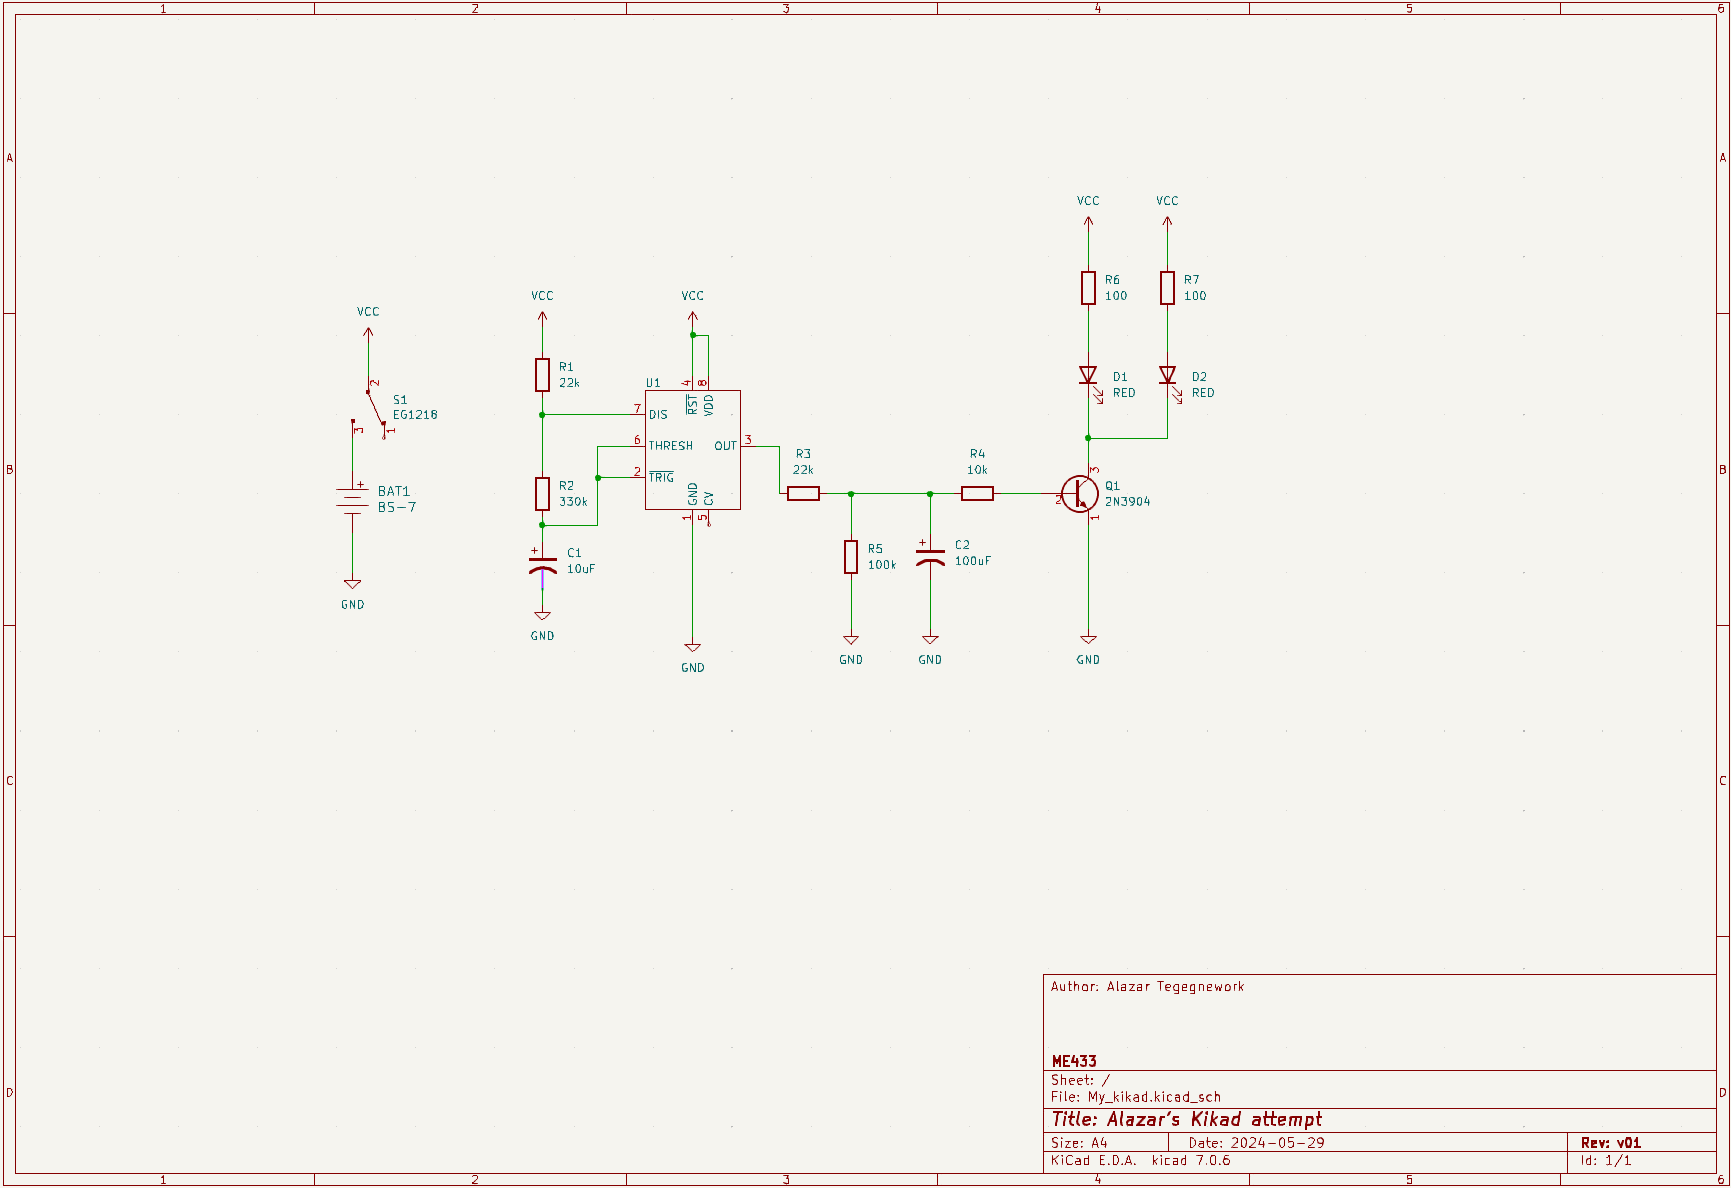 1 2 3 4 5 6
A A
B B
C C
D D
VCC
2
S1
EG1218
3
1
+
BAT1
BS-7
GND
VCC
R1
22k
R2
330k
+
C1
10uF
GND
VCC
U1
4
8
RST
VDD
7 DIS
6 THRESH
2 TRIG
OUT 3
GND
CV
1
5
GND
R3
22k
R5
100k
GND
+
C2
100uF
GND
R4
10k
VCC
R6
100
D1
RED
VCC
R7
100
D2
RED
3
2
1
Q1
2N3904
GND
Author: Alazar Tegegnework
ME433
Sheet: /
File: My_kikad.kicad_sch
Title: Alazar's Kikad attempt
Size: A4 Date: 2024-05-29 Rev: v01
KiCad E.D.A. kicad 7.0.6 Id: 1/1
1 2 3 4 5 6